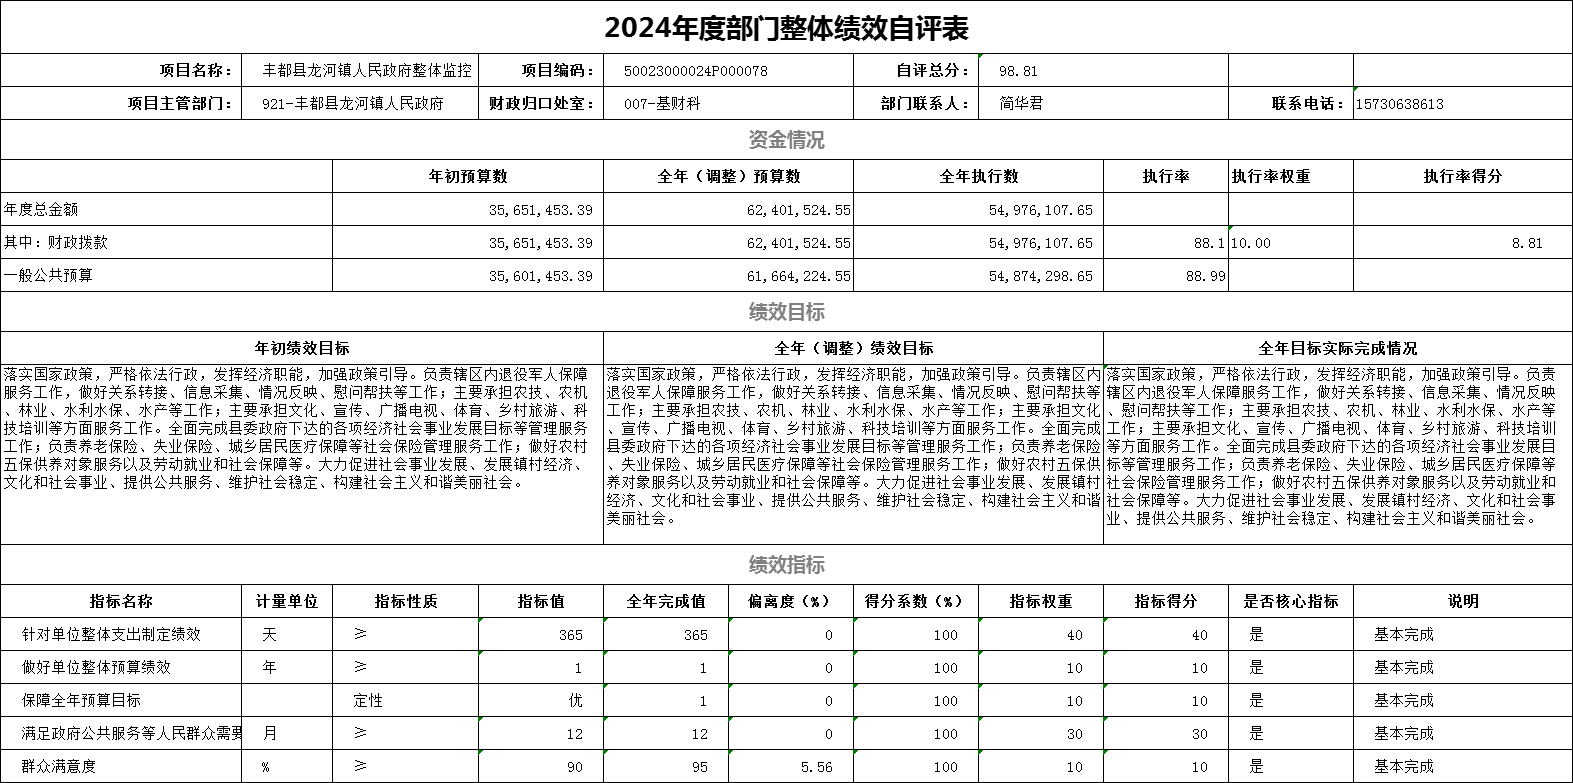 2024年度部门整体绩效自评表
项目名称： 丰都县龙河镇人民政府整体监控 项目编码： 50023000024P000078 自评总分： 98.81
项目主管部门： 921-丰都县龙河镇人民政府 财政归口处室： 007-基财科 部门联系人： 简华君 联系电话： 15730638613
资金情况
年初预算数 全年（调整）预算数 全年执行数 执行率 执行率权重 执行率得分
年度总金额 35,651,453.39 62,401,524.55 54,976,107.65
其中：财政拨款 35,651,453.39 62,401,524.55 54,976,107.65 88.1 10.00 8.81
一般公共预算 35,601,453.39 61,664,224.55 54,874,298.65 88.99
绩效目标
年初绩效目标 全年（调整）绩效目标 全年目标实际完成情况
落实国家政策，严格依法行政，发挥经济职能，加强政策引导。负责辖区内退役军人保障
服务工作，做好关系转接、信息采集、情况反映、慰问帮扶等工作；主要承担农技、农机
、林业、水利水保、水产等工作；主要承担文化、宣传、广播电视、体育、乡村旅游、科
技培训等方面服务工作。全面完成县委政府下达的各项经济社会事业发展目标等管理服务
工作；负责养老保险、失业保险、城乡居民医疗保障等社会保险管理服务工作；做好农村
五保供养对象服务以及劳动就业和社会保障等。大力促进社会事业发展、发展镇村经济、
文化和社会事业、提供公共服务、维护社会稳定、构建社会主义和谐美丽社会。
落实国家政策，严格依法行政，发挥经济职能，加强政策引导。负责辖区内
退役军人保障服务工作，做好关系转接、信息采集、情况反映、慰问帮扶等
工作；主要承担农技、农机、林业、水利水保、水产等工作；主要承担文化
、宣传、广播电视、体育、乡村旅游、科技培训等方面服务工作。全面完成
县委政府下达的各项经济社会事业发展目标等管理服务工作；负责养老保险
、失业保险、城乡居民医疗保障等社会保险管理服务工作；做好农村五保供
养对象服务以及劳动就业和社会保障等。大力促进社会事业发展、发展镇村
经济、文化和社会事业、提供公共服务、维护社会稳定、构建社会主义和谐
美丽社会。
落实国家政策，严格依法行政，发挥经济职能，加强政策引导。负责
辖区内退役军人保障服务工作，做好关系转接、信息采集、情况反映
、慰问帮扶等工作；主要承担农技、农机、林业、水利水保、水产等
工作；主要承担文化、宣传、广播电视、体育、乡村旅游、科技培训
等方面服务工作。全面完成县委政府下达的各项经济社会事业发展目
标等管理服务工作；负责养老保险、失业保险、城乡居民医疗保障等
社会保险管理服务工作；做好农村五保供养对象服务以及劳动就业和
社会保障等。大力促进社会事业发展、发展镇村经济、文化和社会事
业、提供公共服务、维护社会稳定、构建社会主义和谐美丽社会。
绩效指标
指标名称 计量单位 指标性质 指标值 全年完成值 偏离度（%） 得分系数（%） 指标权重 指标得分 是否核心指标 说明
针对单位整体支出制定绩效 天 ≥ 365 365 0 100 40 40 是 基本完成
做好单位整体预算绩效 年 ≥ 1 1 0 100 10 10 是 基本完成
保障全年预算目标 定性 优 1 0 100 10 10 是 基本完成
满足政府公共服务等人民群众需要 月 ≥ 12 12 0 100 30 30 是 基本完成
群众满意度 % ≥ 90 95 5.56 100 10 10 是 基本完成